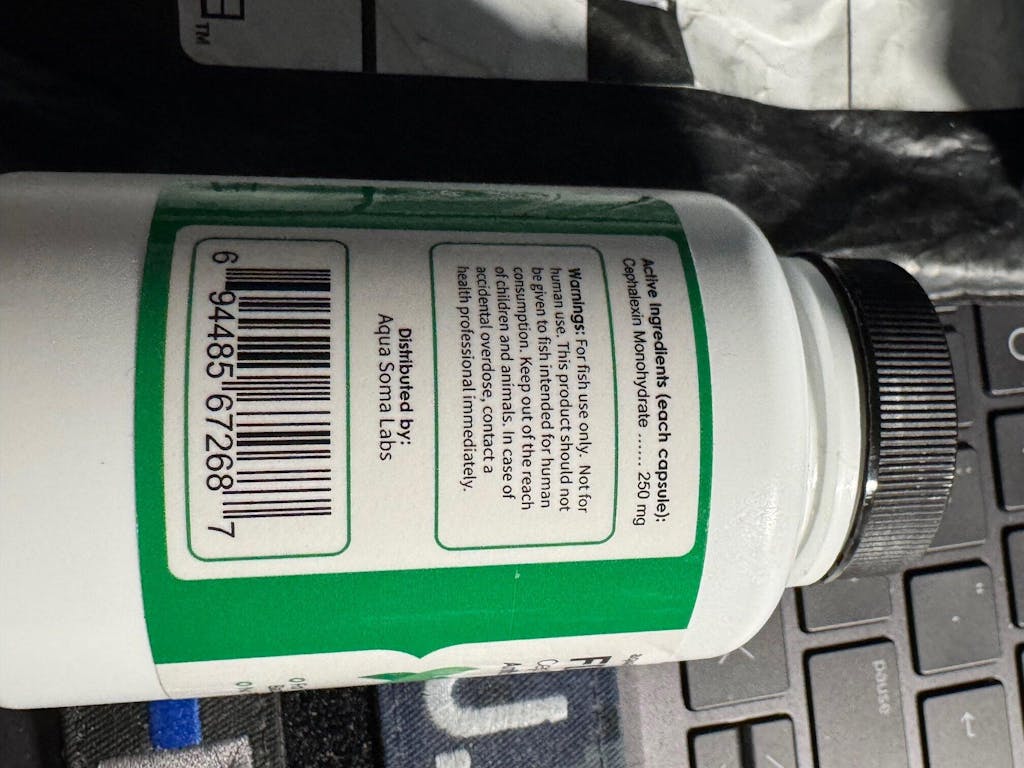 Active Ingredients (each capsule):
Cephalexin Monohydrate ....... 250 mg
Warnings: For fish use only. Not for
human use. This product should not
be given to fish intended for human
consumption. Keep out of the reach
of children and animals. In case of
accidental overdose, contact a
health professional immediately.
Distributed by:
Aqua Soma Labs
6 94485 67268 7
TM
pause
U.